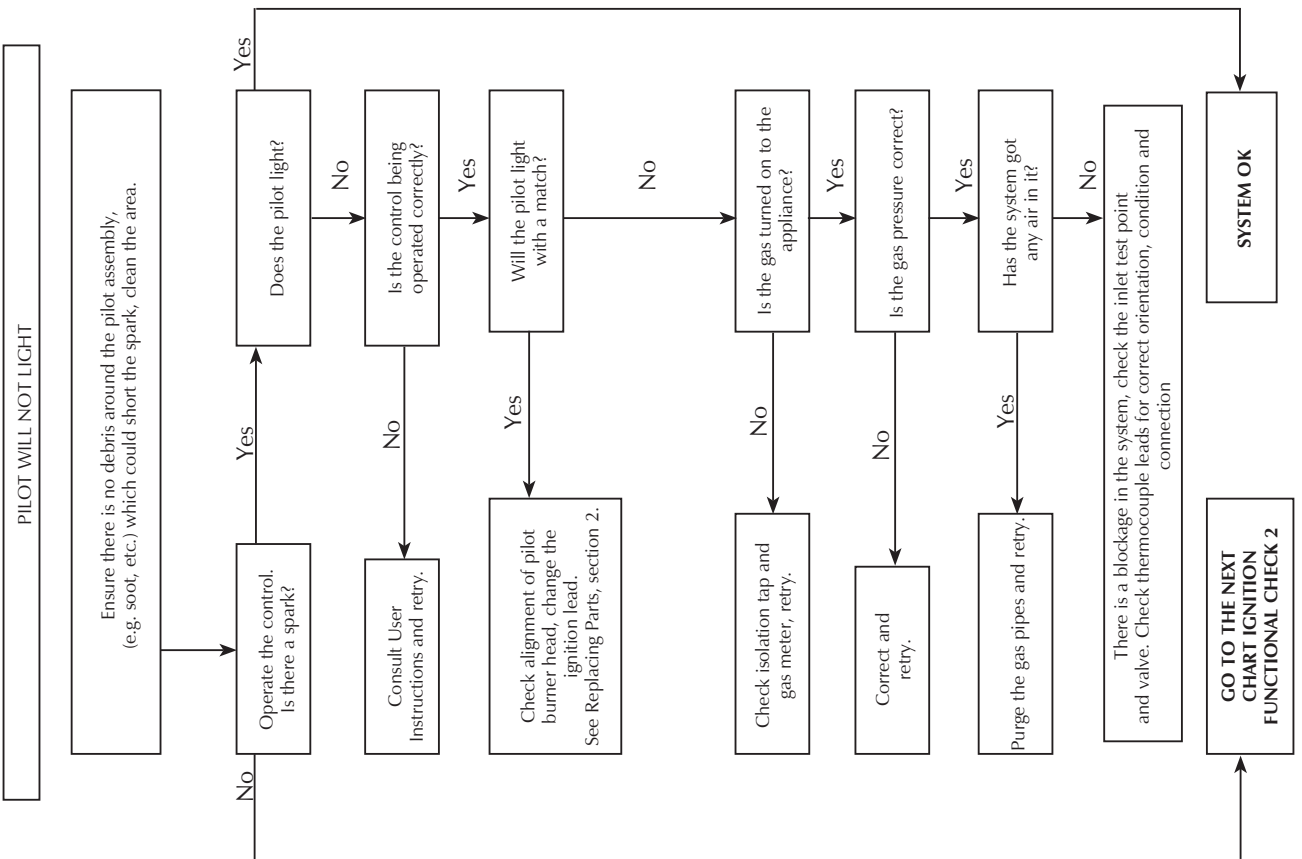 PILOT WILL NOT LIGHT
Ensure there is no debris around the pilot assembly,
(e.g. soot, etc.) which could short the spark, clean the area.
No
Operate the control.
Is there a spark?
Yes
Does the pilot light?
Yes
No
Consult User
Instructions and retry.
No
Is the control being
operated correctly?
Yes
Check alignment of pilot
burner head, change the
ignition lead.
See Replacing Parts, section 2.
Yes
Will the pilot light
with a match?
No
Check isolation tap and
gas meter, retry.
No
Is the gas turned on to the
appliance?
Yes
Correct and
retry.
No
Is the gas pressure correct?
Yes
Purge the gas pipes and retry.
Yes
Has the system got
any air in it?
No
There is a blockage in the system, check the inlet test point
and valve. Check thermocouple leads for correct orientation, condition and
connection
GO TO THE NEXT
CHART IGNITION
FUNCTIONAL CHECK 2
SYSTEM OK